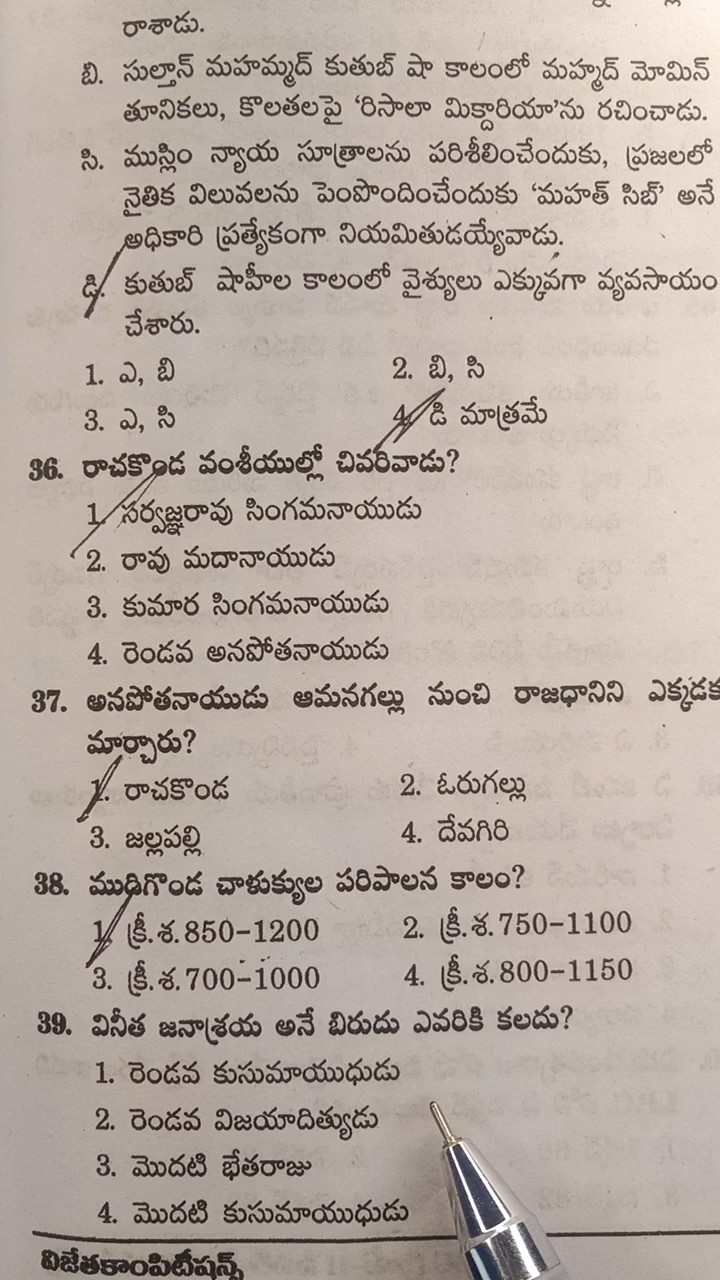 రాశాడు.
బి. సుల్తాన్ మహమ్మద్ కుతుబ్ షా కాలంలో మహ్మద్ మోమిన్
తూనికలు, కొలతలపై 'రిసాలా మిక్దారియా'ను రచించాడు.
సి. ముస్లిం న్యాయ సూత్రాలను పరిశీలించేందుకు, ప్రజలలో
నైతిక విలువలను పెంపొందించేందుకు 'మహత్ సిబ్' అనే
అధికారి ప్రత్యేకంగా నియమితుడయ్యేవాడు.
డి. కుతుబ్ షాహీల కాలంలో వైశ్యులు ఎక్కువగా వ్యవసాయం
చేశారు.
1. ఎ, బి 2. బి, సి
3. ఎ, సి 4. డి మాత్రమే
36. రాచకొండ వంశీయుల్లో చివరివాడు?
1. సర్వజ్ఞరావు సింగమనాయుడు
2. రావు మదానాయుడు
3. కుమార సింగమనాయుడు
4. రెండవ అనపోతనాయుడు
37. అనపోతనాయుడు ఆమనగల్లు నుంచి రాజధానిని ఎక్కడక
మార్చారు?
1. రాచకొండ 2. ఓరుగల్లు
3. జల్లపల్లి 4. దేవగిరి
38. ముదిగొండ చాళుక్యుల పరిపాలన కాలం?
1. క్రీ.శ.850-1200 2. క్రీ.శ.750-1100
3. క్రీ.శ.700-1000 4. క్రీ.శ.800-1150
39. వినీత జనాశ్రయ అనే బిరుదు ఎవరికి కలదు?
1. రెండవ కుసుమాయుధుడు
2. రెండవ విజయాదిత్యుడు
3. మొదటి భేతరాజు
4. మొదటి కుసుమాయుధుడు
విజేతకాంపిటీషన్స్